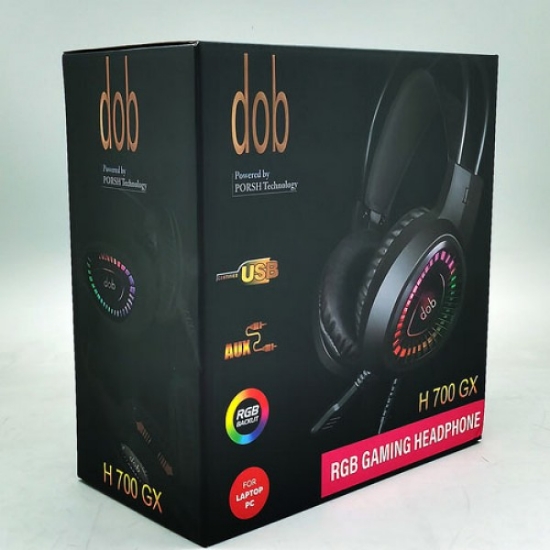 dob
Powered by
PORSH Technology
dob
H 700 GX
dob
Powered by
PORSH Technology
USB
AUX
RGB
BACKLIT
FOR
LAPTOP
PC
dob
H 700 GX
RGB GAMING HEADPHONE